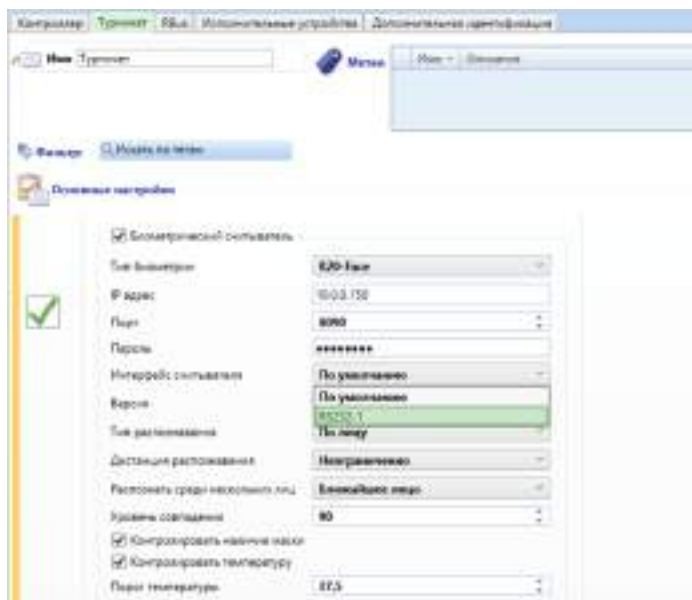 Контроллер Турникет RBus Исполнительные устройства Дополнительная идентификация
Имя Турникет Метки Имя Описание
Фильтр Искать по тегам
Основные настройки
Биометрический считыватель
Тип биометрии R20-Face
IP адрес 10.0.0.150
Порт 8090
Пароль ••••••••
Интерфейс считывателя По умолчанию
По умолчанию
Версия RS232-1
Тип распознавания По лицу
Дистанция распознавания Неограниченно
Распознать среди нескольких лиц Ближайшее лицо
Уровень совпадения 90
Контролировать наличие маски
Контролировать температуру
Порог температуры 37,5